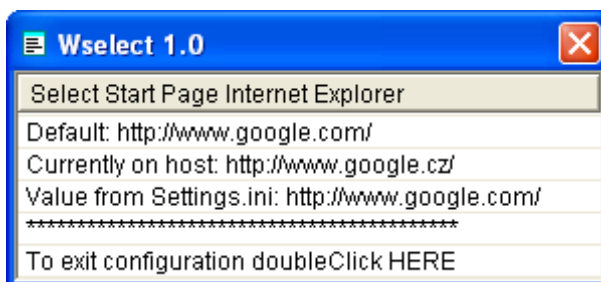 Wselect 1.0
Select Start Page Internet Explorer
Default: http://www.google.com/
Currently on host: http://www.google.cz/
Value from Settings.ini: http://www.google.com/
******************************************
To exit configuration doubleClick HERE